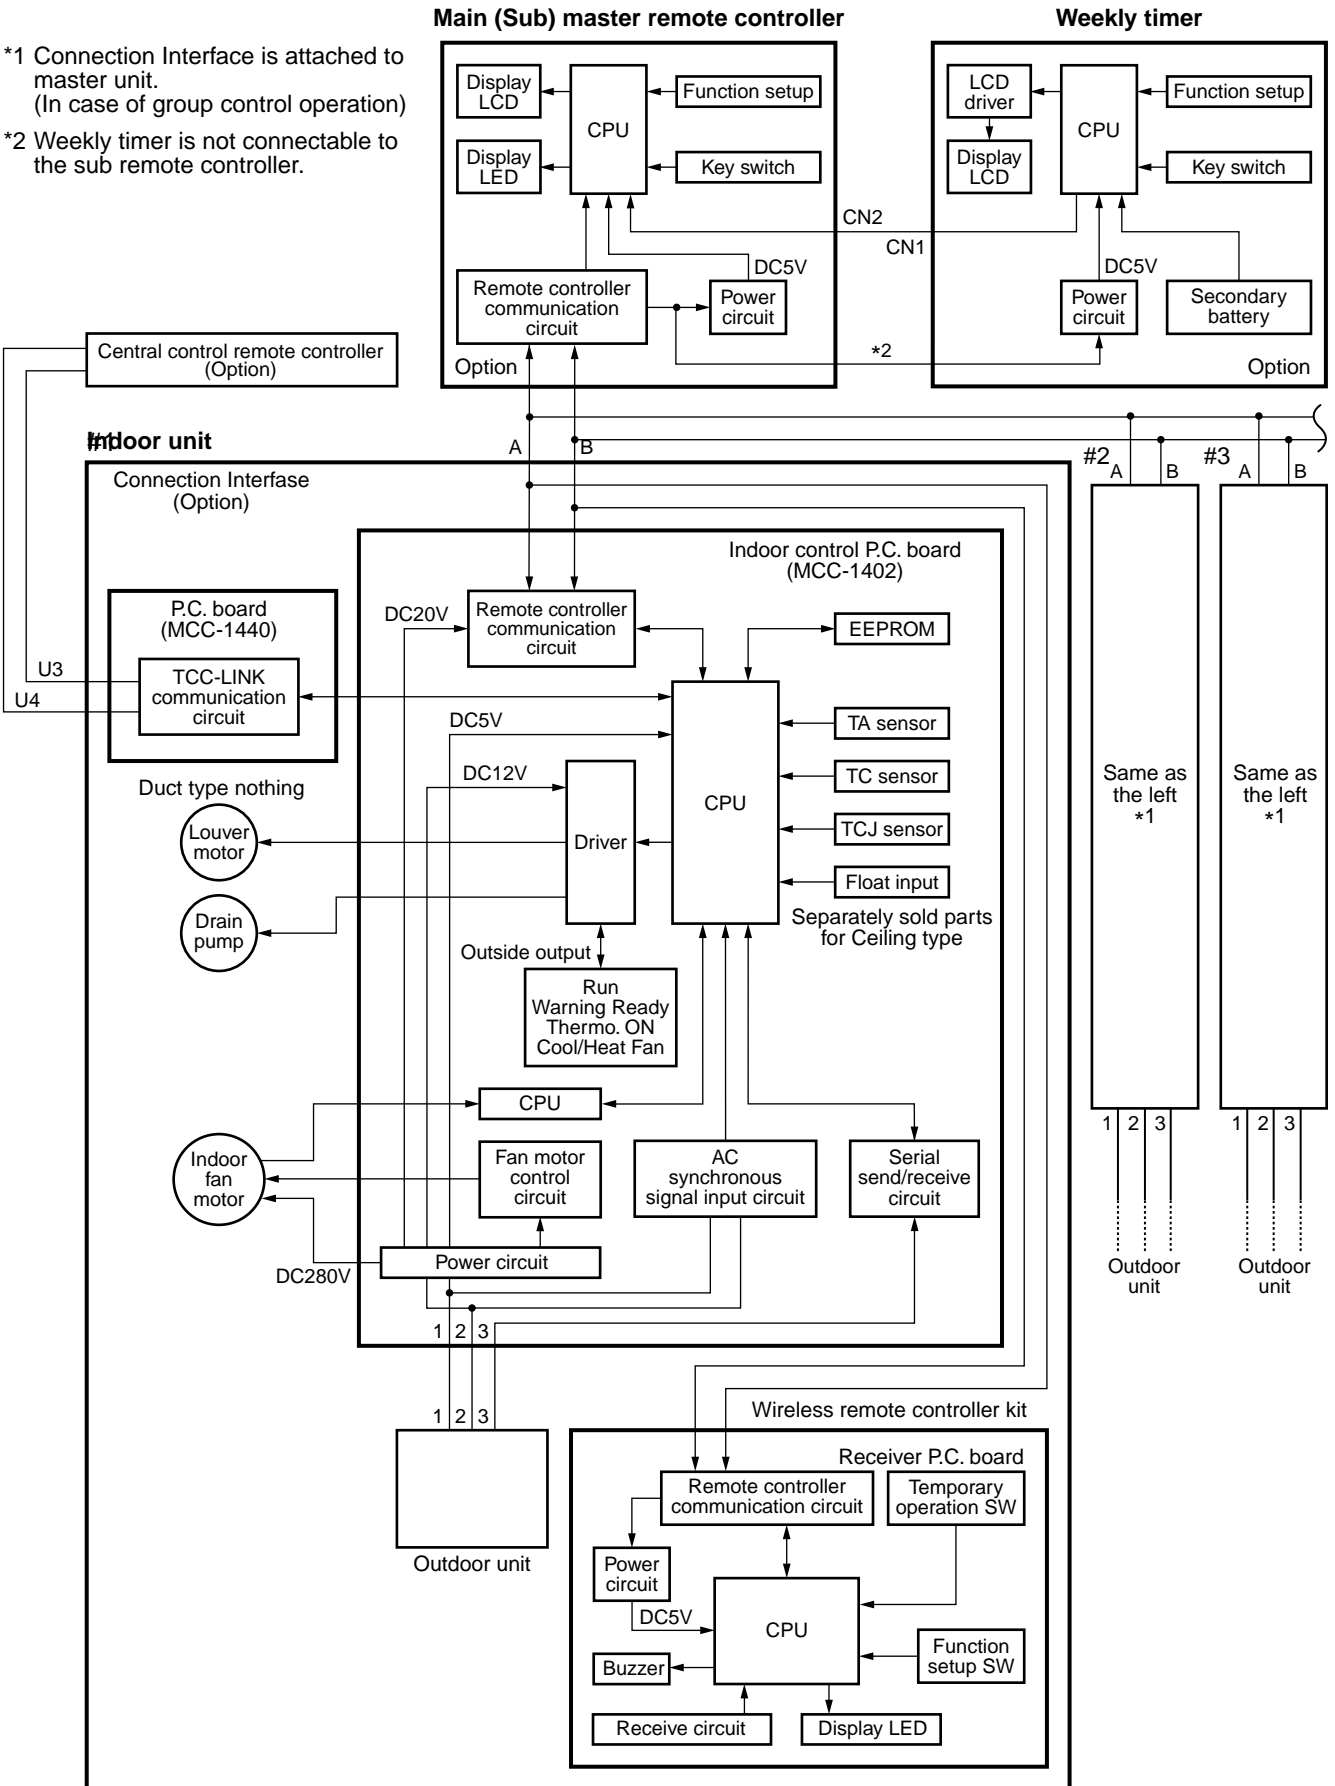 Main (Sub) master remote controller
Weekly timer
*1 Connection Interface is attached to
master unit.
(In case of group control operation)
*2 Weekly timer is not connectable to
the sub remote controller.
Display
LCD
Display
LED
CPU
Function setup
Key switch
LCD
driver
Display
LCD
CPU
Function setup
Key switch
CN2
CN1
DC5V
Remote controller
communication
circuit
Power
circuit
Option
*2
DC5V
Power
circuit
Secondary
battery
Option
Central control remote controller
(Option)
#1
Indoor unit
A
B
#2
A
B
#3
A
B
Connection Interfase
(Option)
Indoor control P.C. board
(MCC-1402)
P.C. board
(MCC-1440)
U3
U4
TCC-LINK
communication
circuit
DC20V
Remote controller
communication
circuit
EEPROM
DC5V
TA sensor
DC12V
TC sensor
CPU
Driver
TCJ sensor
Float input
Separately sold parts
for Ceiling type
Duct type nothing
Louver
motor
Drain
pump
Outside output
Run
Warning Ready
Thermo. ON
Cool/Heat Fan
Same as
the left
*1
Same as
the left
*1
CPU
Indoor
fan
motor
Fan motor
control
circuit
AC
synchronous
signal input circuit
Serial
send/receive
circuit
Power circuit
DC280V
1
2
3
1
2
3
1
2
3
Outdoor
unit
1
2
3
Outdoor
unit
Outdoor unit
Wireless remote controller kit
Receiver P.C. board
Remote controller
communication circuit
Temporary
operation SW
Power
circuit
DC5V
CPU
Function
setup SW
Buzzer
Receive circuit
Display LED